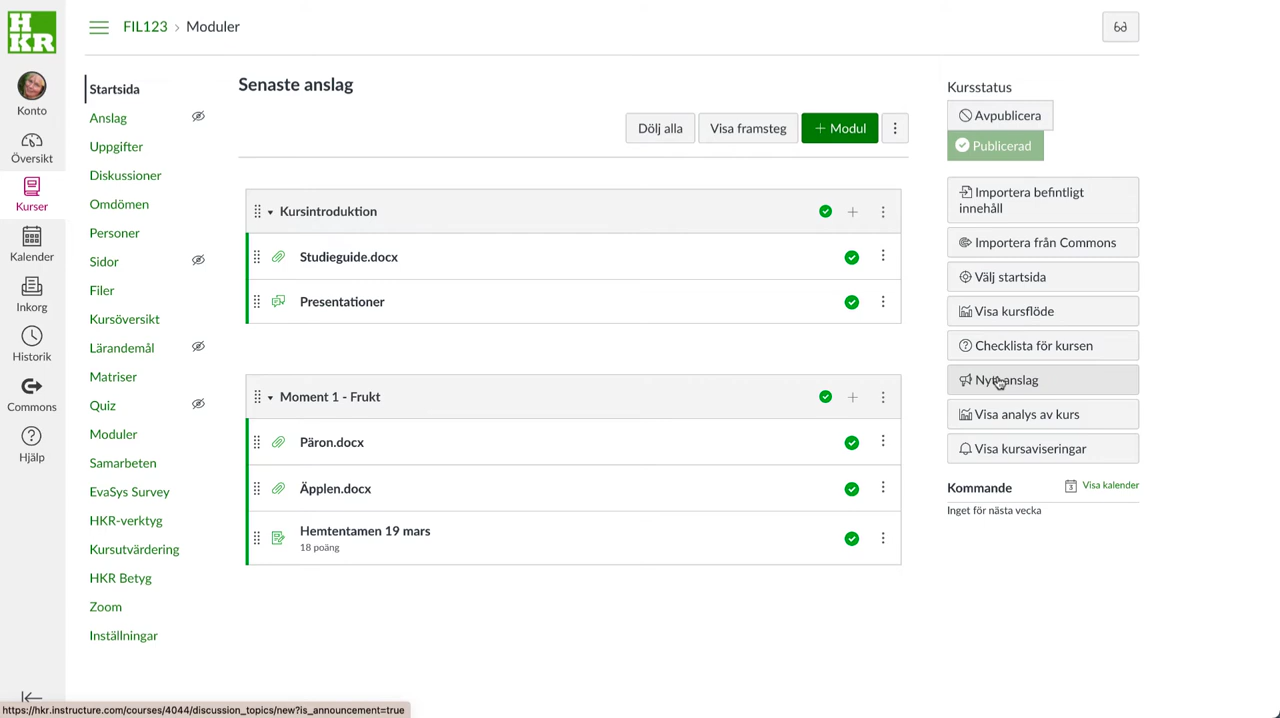 H
KR
FIL123 › Moduler
Konto
Översikt
Kurser
Kalender
Inkorg
Historik
Commons
Hjälp
Startsida
Anslag
Uppgifter
Diskussioner
Omdömen
Personer
Sidor
Filer
Kursöversikt
Lärandemål
Matriser
Quiz
Moduler
Samarbeten
EvaSys Survey
HKR-verktyg
Kursutvärdering
HKR Betyg
Zoom
Inställningar
Senaste anslag
Dölj alla
Visa framsteg
+ Modul
Kursintroduktion
Studieguide.docx
Presentationer
Moment 1 - Frukt
Päron.docx
Äpplen.docx
Hemtentamen 19 mars
18 poäng
Kursstatus
Avpublicera
Publicerad
Importera befintligt
innehåll
Importera från Commons
Välj startsida
Visa kursflöde
Checklista för kursen
Nytt anslag
Visa analys av kurs
Visa kursaviseringar
Kommande
3
Visa kalender
Inget för nästa vecka
https://hkr.instructure.com/courses/4044/discussion_topics/new?is_announcement=true